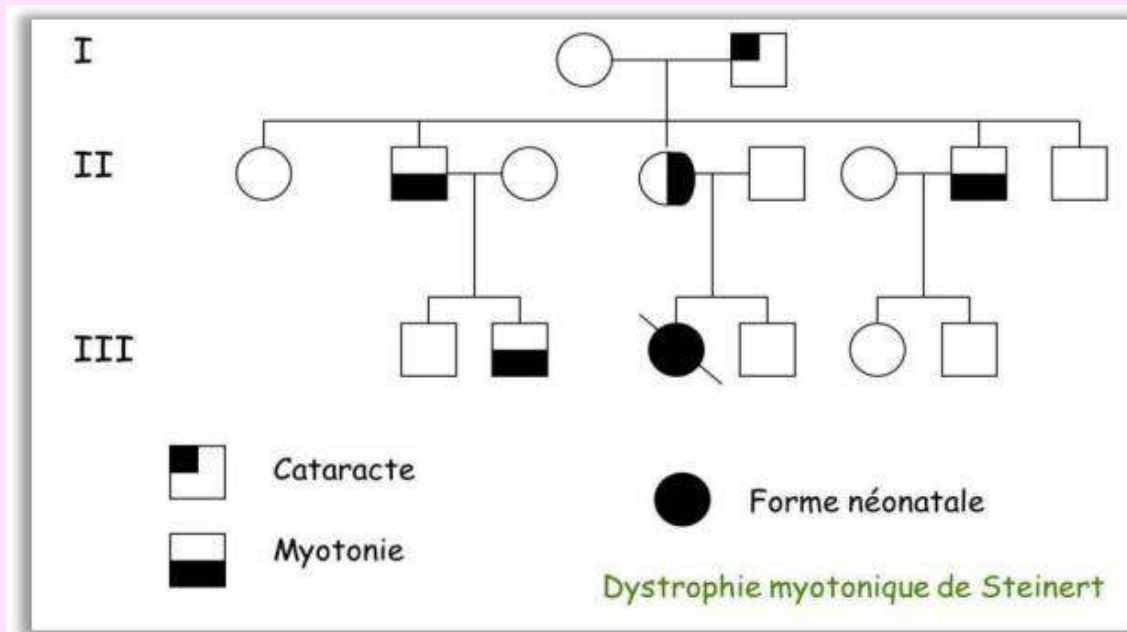 I
II
III
Cataracte
Forme néonatale
Myotonie
Dystrophie myotonique de Steinert